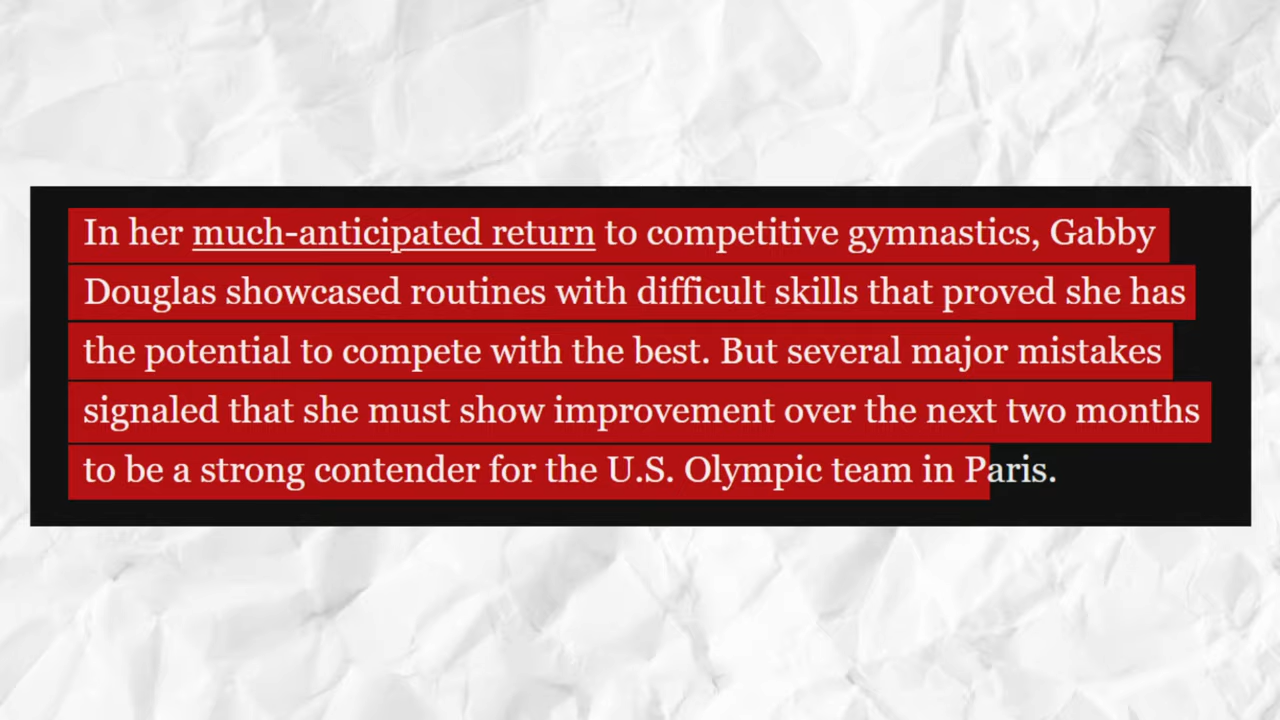 In her much-anticipated return to competitive gymnastics, Gabby
Douglas showcased routines with difficult skills that proved she has
the potential to compete with the best. But several major mistakes
signaled that she must show improvement over the next two months
to be a strong contender for the U.S. Olympic team in Paris.